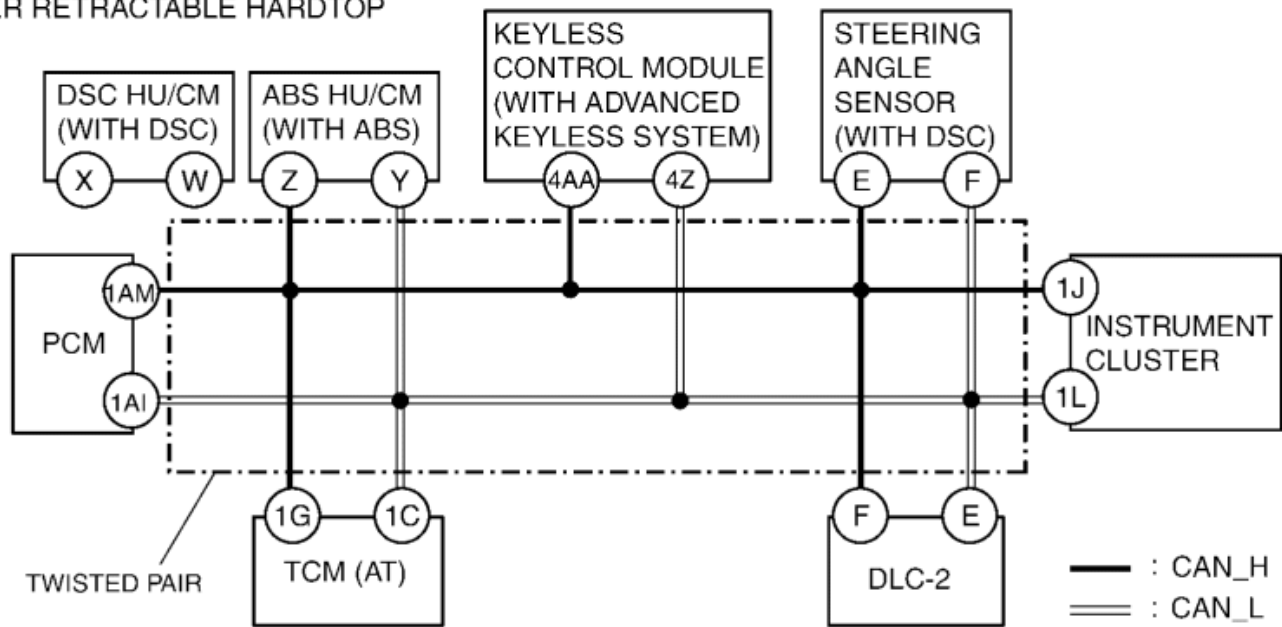 ER RETRACTABLE HARDTOP
DSC HU/CM
(WITH DSC)
X
W
ABS HU/CM
(WITH ABS)
Z
Y
KEYLESS
CONTROL MODULE
(WITH ADVANCED
KEYLESS SYSTEM)
4AA
4Z
STEERING
ANGLE
SENSOR
(WITH DSC)
E
F
PCM
1AM
1AI
1J
1L
INSTRUMENT
CLUSTER
TWISTED PAIR
1G
1C
TCM (AT)
F
E
DLC-2
: CAN_H
: CAN_L